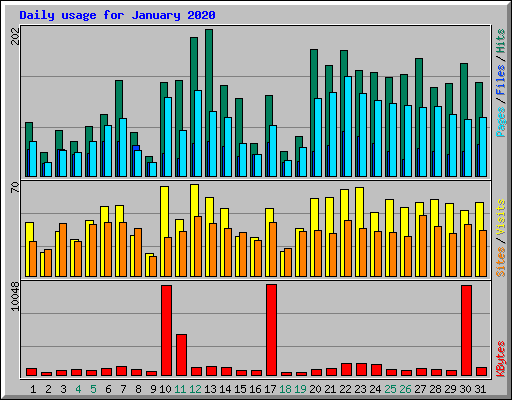 Daily usage for January 2020
202
Pages / Files / Hits
70
Sites / Visits
10048
KBytes
1 2 3 4 5 6 7 8 9 10 11 12 13 14 15 16 17 18 19 20 21 22 23 24 25 26 27 28 29 30 31